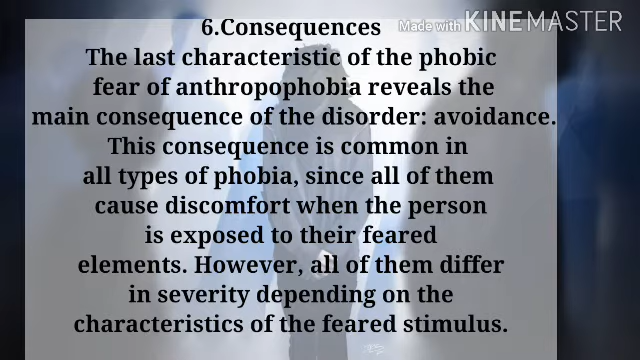 6.Consequences
Made with KINEMASTER
The last characteristic of the phobic
fear of anthropophobia reveals the
main consequence of the disorder: avoidance.
This consequence is common in
all types of phobia, since all of them
cause discomfort when the person
is exposed to their feared
elements. However, all of them differ
in severity depending on the
characteristics of the feared stimulus.